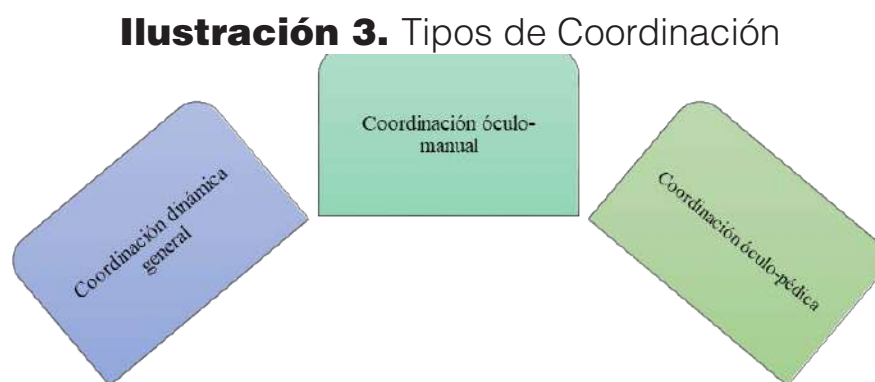 Ilustración 3. Tipos de Coordinación
Coordinación dinámica
general
Coordinación óculo-
manual
Coordinación óculo-pédica